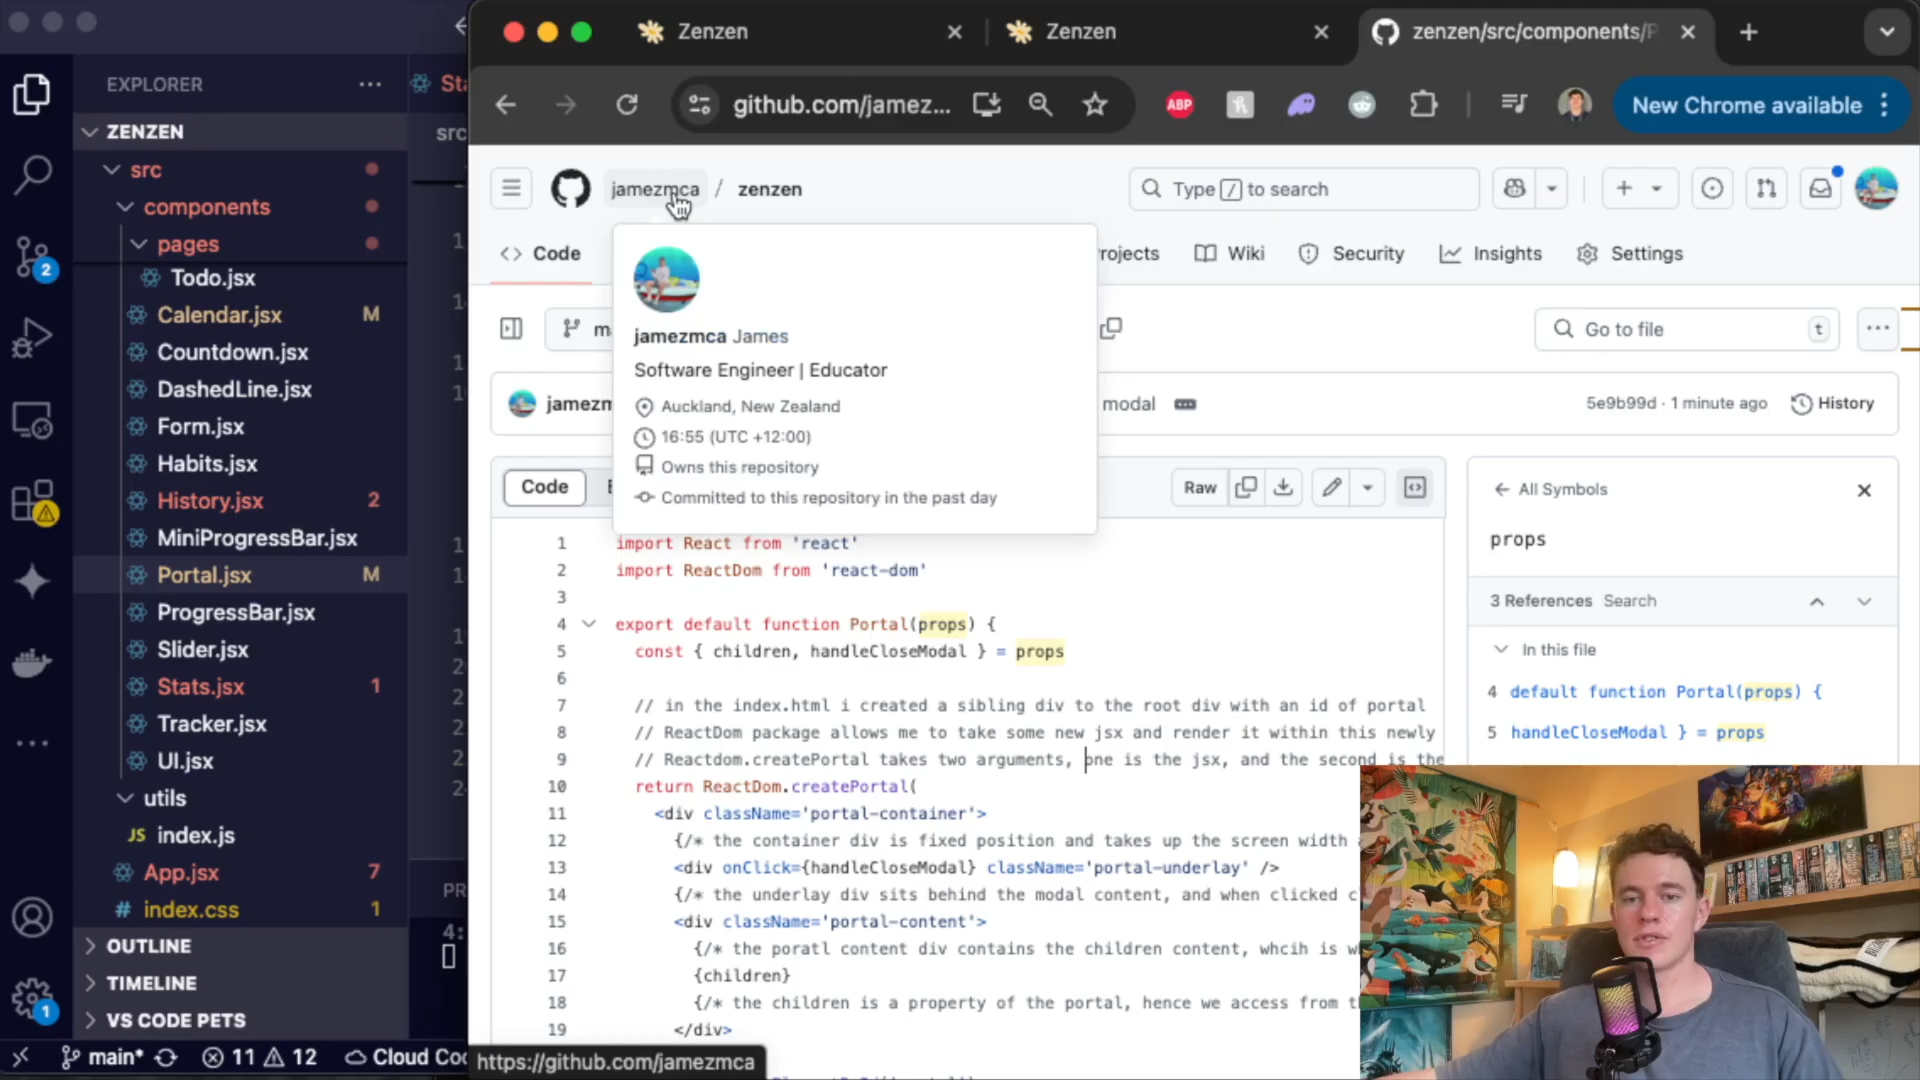 EXPLORER
ZENZEN
src
components
pages
Todo.jsx
Calendar.jsx M
Countdown.jsx
DashedLine.jsx
Form.jsx
Habits.jsx
History.jsx 2
MiniProgressBar.jsx
Portal.jsx M
ProgressBar.jsx
Slider.jsx
Stats.jsx 1
Tracker.jsx
UI.jsx
utils
JS index.js
App.jsx 7
# index.css 1
OUTLINE
TIMELINE
VS CODE PETS
main* 11 12 Cloud Co
2
1
Sta
src
PR
Zenzen
Zenzen
zenzen/src/components/P
github.com/jamez...
ABP
New Chrome available
jamezmca / zenzen
Type / to search
Code
rojects
Wiki
Security
Insights
Settings
jamezmca James
Software Engineer | Educator
Auckland, New Zealand
16:55 (UTC +12:00)
Owns this repository
Committed to this repository in the past day
Go to file t
modal
5e9b99d · 1 minute ago
History
Code
Raw
1 import React from 'react'
2 import ReactDom from 'react-dom'
3
4 export default function Portal(props) {
5 const { children, handleCloseModal } = props
6
7 // in the index.html i created a sibling div to the root div with an id of portal
8 // ReactDom package allows me to take some new jsx and render it within this newly
9 // Reactdom.createPortal takes two arguments, one is the jsx, and the second is the
10 return ReactDom.createPortal(
11 <div className='portal-container'>
12 {/* the container div is fixed position and takes up the screen width
13 <div onClick={handleCloseModal} className='portal-underlay' />
14 {/* the underlay div sits behind the modal content, and when clicked c
15 <div className='portal-content'>
16 {/* the poratl content div contains the children content, whcih is w
17 {children}
18 {/* the children is a property of the portal, hence we access from t
19 </div>
All Symbols
props
3 References Search
In this file
4 default function Portal(props) {
5 handleCloseModal } = props
https://github.com/jamezmca